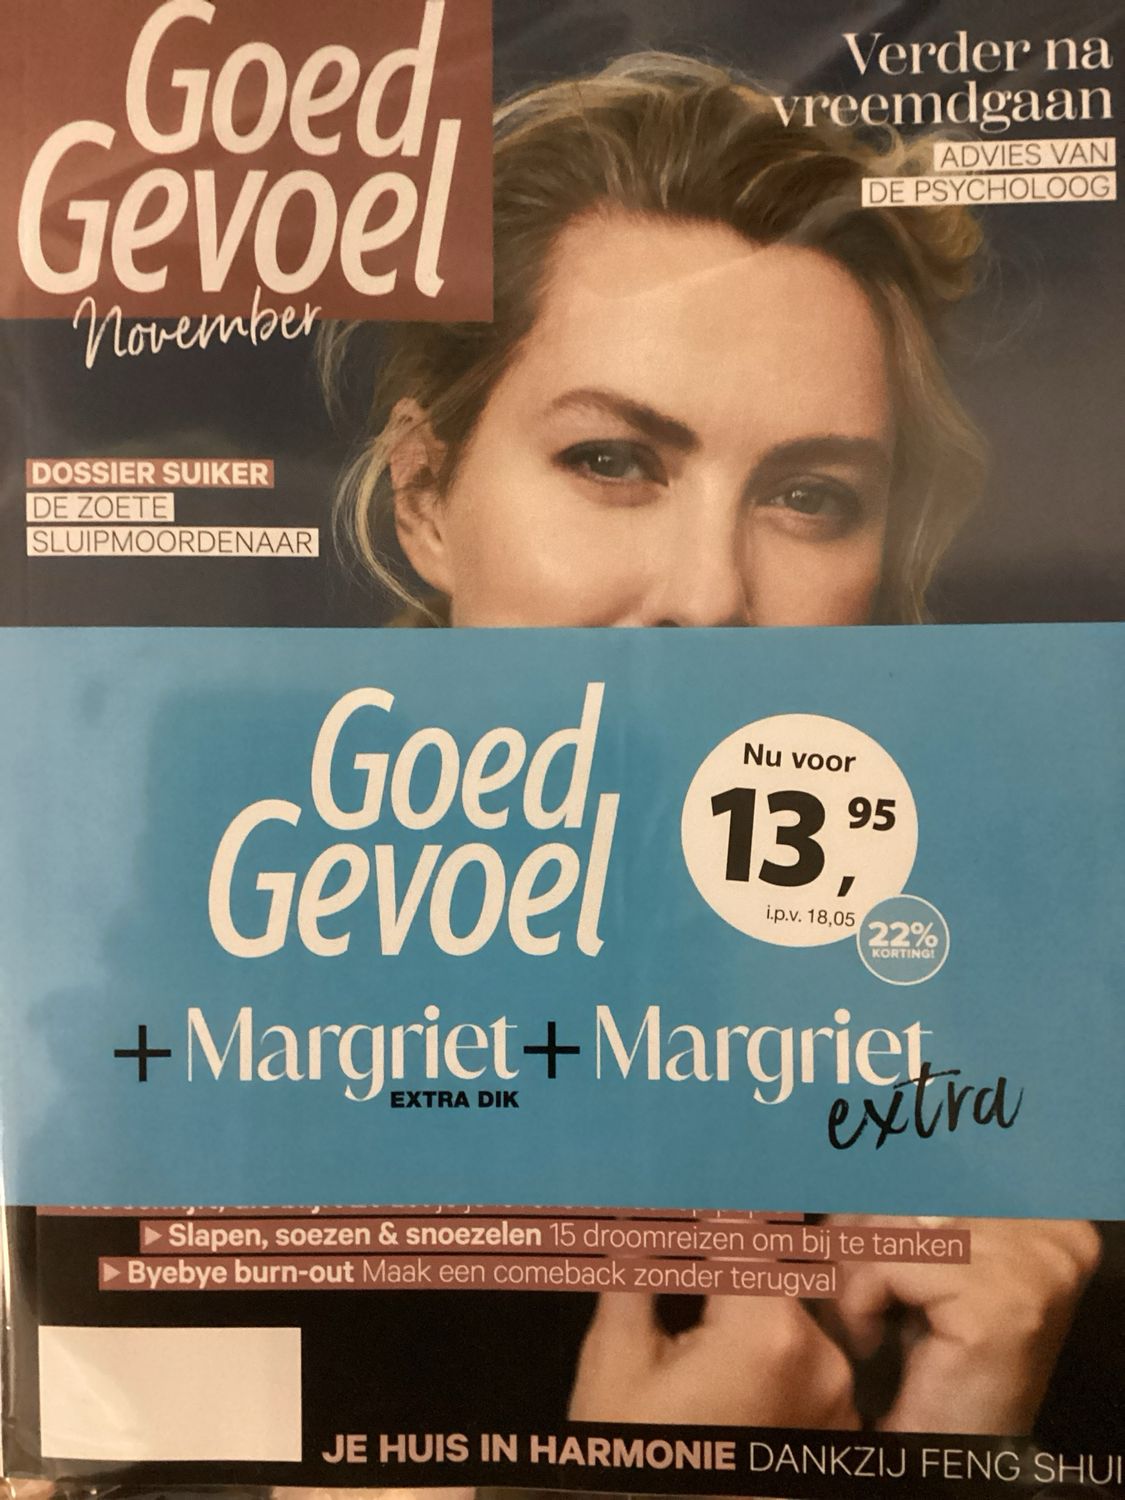 Goed
Gevoel
November
Verder na
vreemdgaan
ADVIES VAN
DE PSYCHOLOOG
DOSSIER SUIKER
DE ZOETE
SLUIPMOORDENAAR
Goed
Gevoel
Nu voor
13,95
i.p.v. 18,05
22%
KORTING!
+ Margriet + Margriet
EXTRA DIK
extra
▶ Slapen, soezen & snoezelen 15 droomreizen om bij te tanken
▶ Byebye burn-out Maak een comeback zonder terugval
JE HUIS IN HARMONIE DANKZIJ FENG SHUI